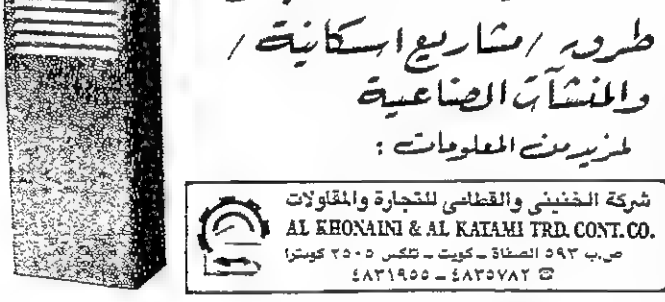 طرق / مشاريع اسكانية /
والمنشآت الصناعية
لمزيد من المعلومات :
شركة الخنيني والقطامي للتجارة والمقاولات
AL KHONAINI & AL KATAMI TRD. CONT. CO.
ص.ب ٥٩٣ الصفاة ـ كويت ـ تلكس ٢٥٠٥ كويترا
☎ ٤٨٣٥٧٨٢ ــ ٤٨٣١٩٥٥